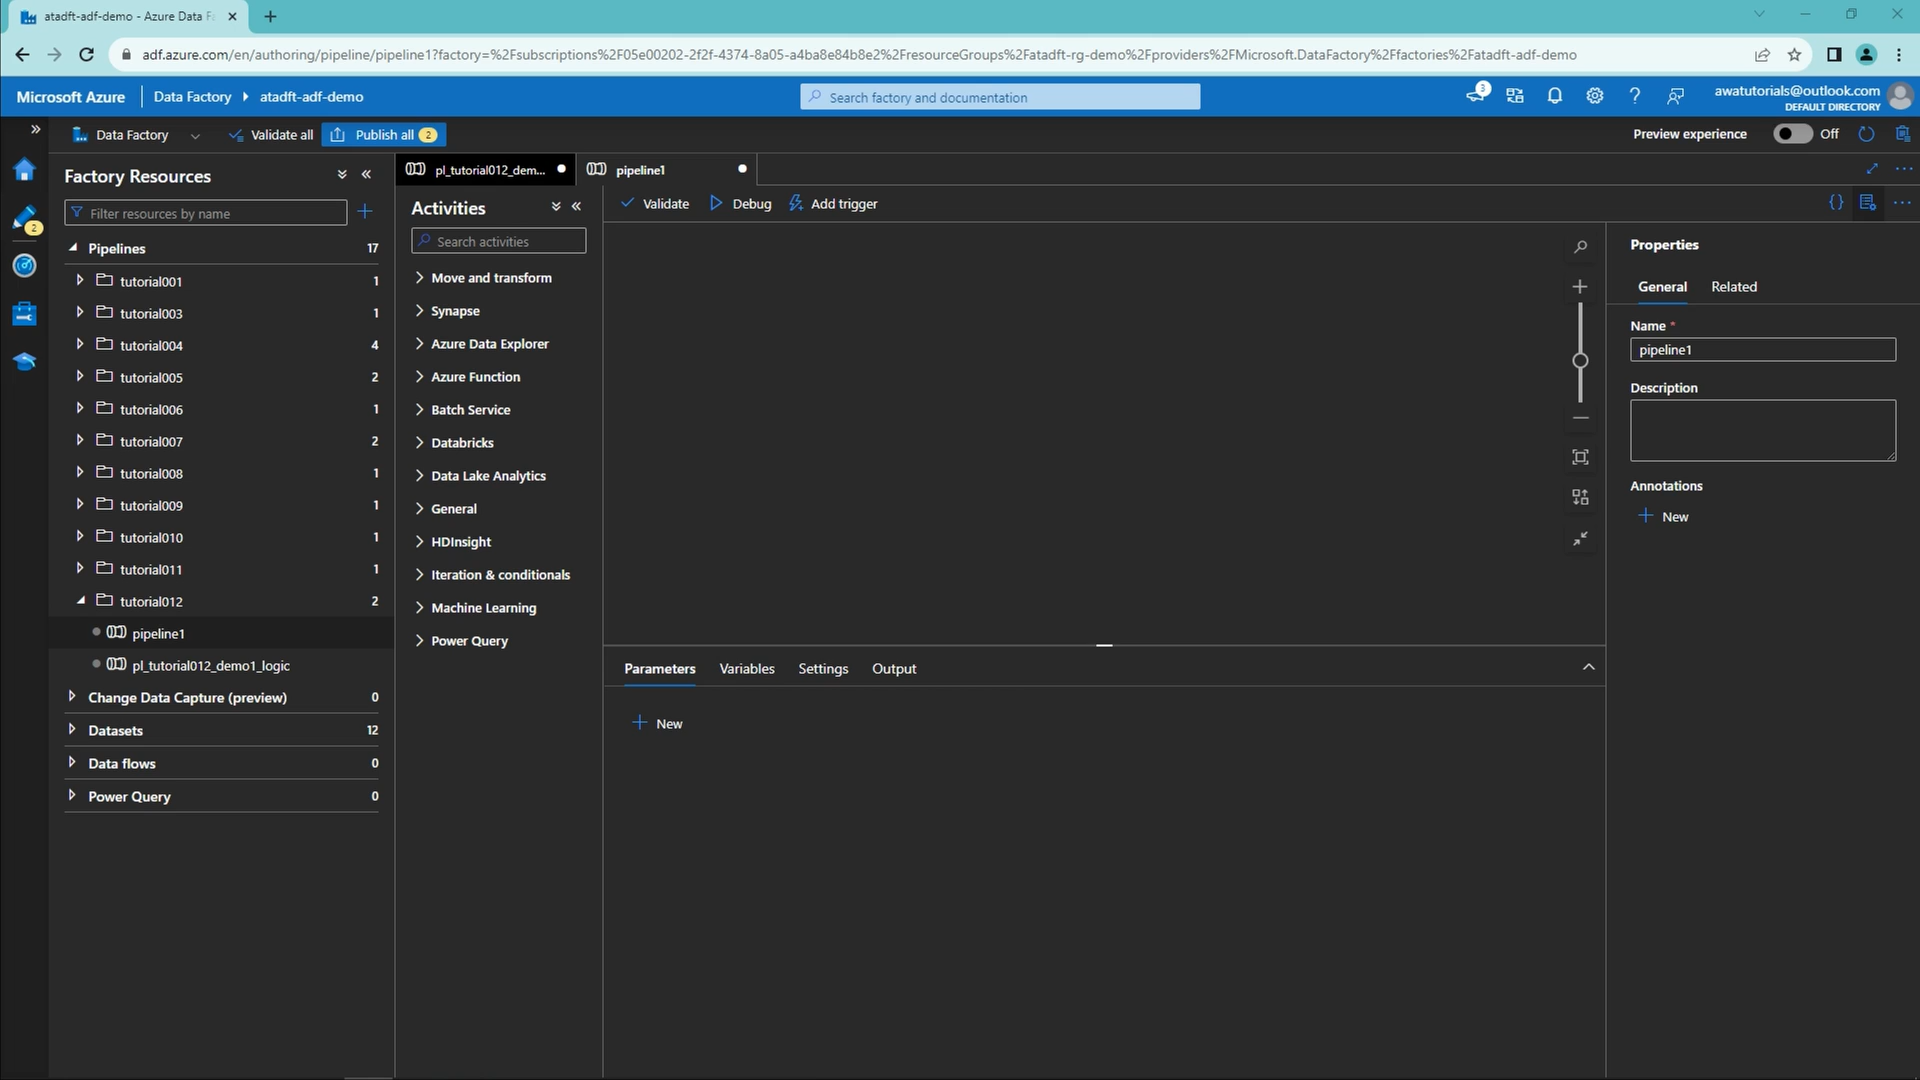 atadft-adf-demo - Azure Data Fa
adf.azure.com/en/authoring/pipeline/pipeline1?factory=%2Fsubscriptions%2F05e00202-2f2f-4374-8a05-a4ba8e84b8e2%2FresourceGroups%2Fatadft-rg-demo%2Fproviders%2FMicrosoft.DataFactory%2Ffactories%2Fatadft-adf-demo
Microsoft Azure Data Factory atadft-adf-demo Search factory and documentation 3 awatutorials@outlook.com
DEFAULT DIRECTORY
Data Factory Validate all Publish all 2 Preview experience Off
Factory Resources
Filter resources by name
2
Pipelines 17
tutorial001 1
tutorial003 1
tutorial004 4
tutorial005 2
tutorial006 1
tutorial007 2
tutorial008 1
tutorial009 1
tutorial010 1
tutorial011 1
tutorial012 2
pipeline1
pl_tutorial012_demo1_logic
Change Data Capture (preview) 0
Datasets 12
Data flows 0
Power Query 0
pl_tutorial012_dem... pipeline1
Activities
Search activities
Move and transform
Synapse
Azure Data Explorer
Azure Function
Batch Service
Databricks
Data Lake Analytics
General
HDInsight
Iteration & conditionals
Machine Learning
Power Query
Validate Debug Add trigger
Parameters Variables Settings Output
New
Properties
General Related
Name *
pipeline1
Description
Annotations
New